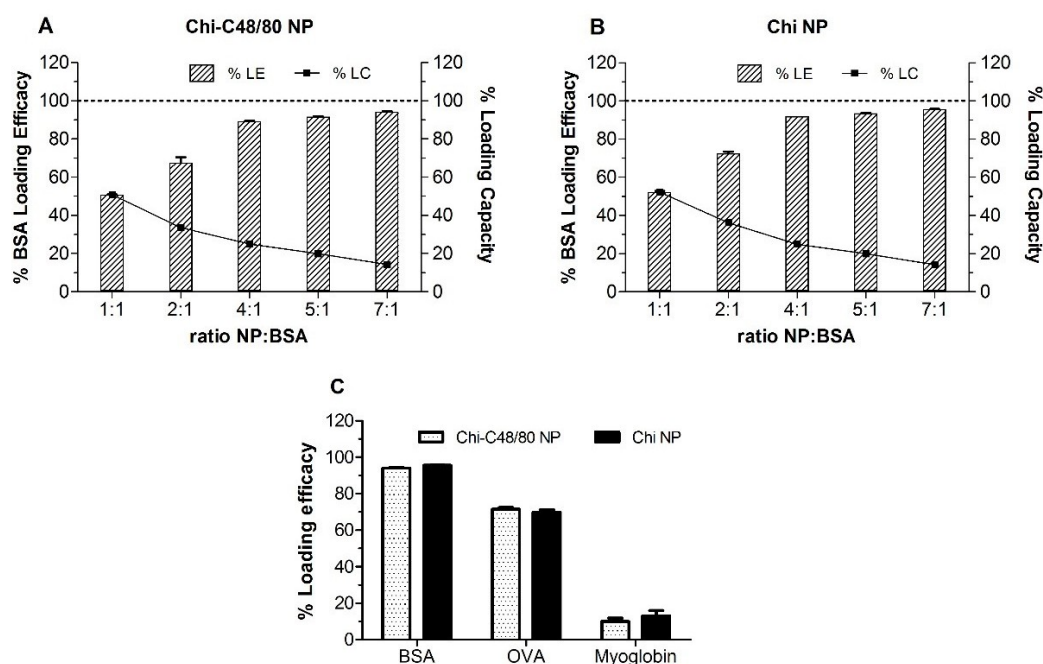 A
Chi-C48/80 NP
% LE
% LC
120
100
80
60
40
20
0
% BSA Loading Efficacy
120
100
80
60
40
20
0
% Loading Capacity
1:1 2:1 4:1 5:1 7:1
ratio NP:BSA
B
Chi NP
% LE
% LC
120
100
80
60
40
20
0
% BSA Loading Efficacy
120
100
80
60
40
20
0
% Loading Capacity
1:1 2:1 4:1 5:1 7:1
ratio NP:BSA
C
Chi-C48/80 NP
Chi NP
120
100
80
60
40
20
0
% Loading efficacy
BSA OVA Myoglobin